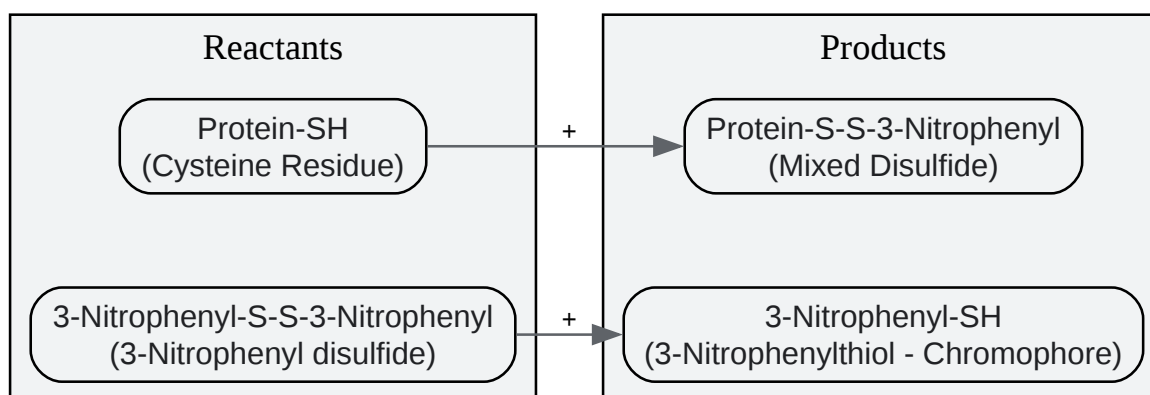 Reactants
Products
Protein-SH
(Cysteine Residue)
+
Protein-S-S-3-Nitrophenyl
(Mixed Disulfide)
3-Nitrophenyl-S-S-3-Nitrophenyl
(3-Nitrophenyl disulfide)
+
3-Nitrophenyl-SH
(3-Nitrophenylthiol - Chromophore)